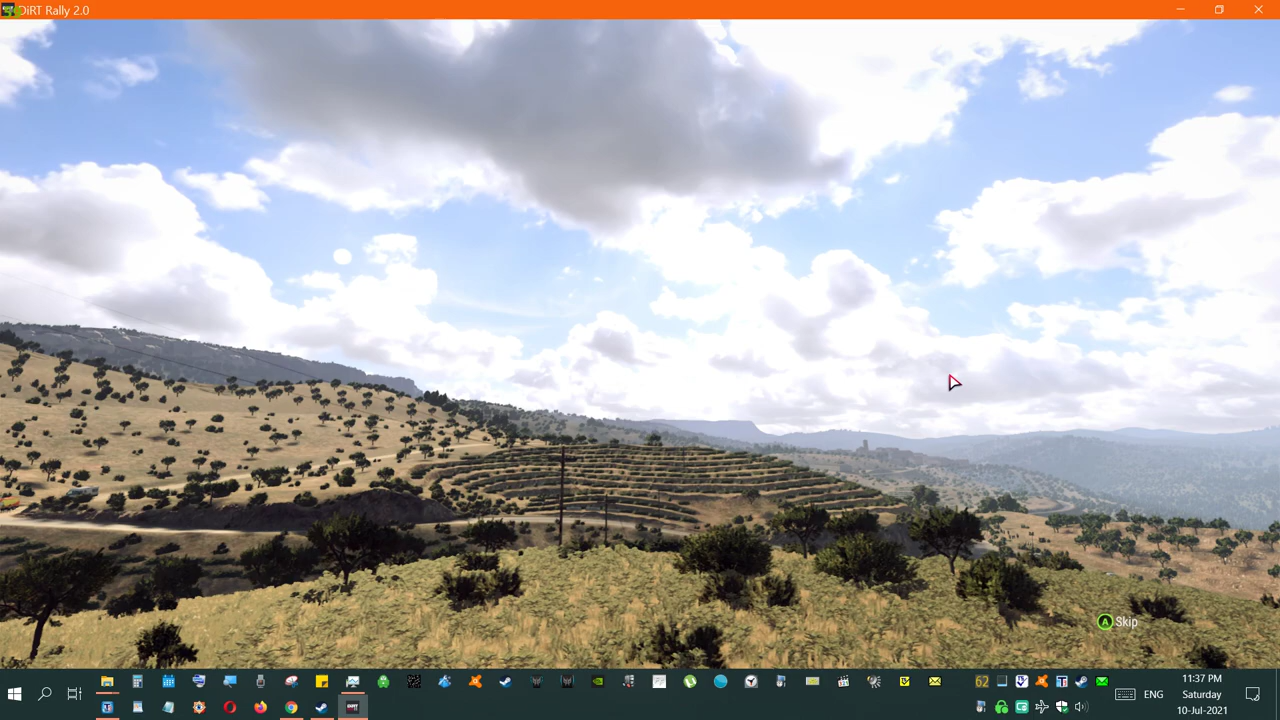 DiRT Rally 2.0
A Skip
62
11:37 PM
ENG
Saturday
10-Jul-2021